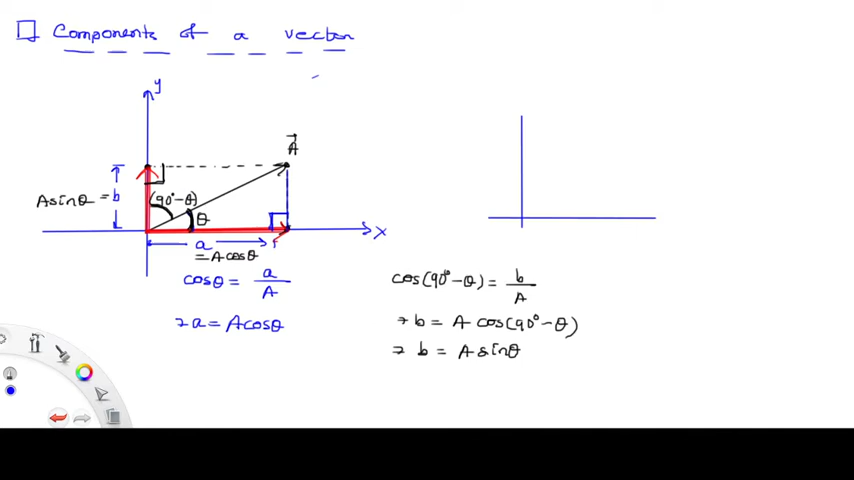 Components of a vector
y
A
Asinθ = b
(90°-θ)
θ
a
x
= Acosθ
cosθ = a/A
→ a = Acosθ
cos(90°-θ) = b/A
→ b = A cos(90°-θ)
→ b = A sinθ